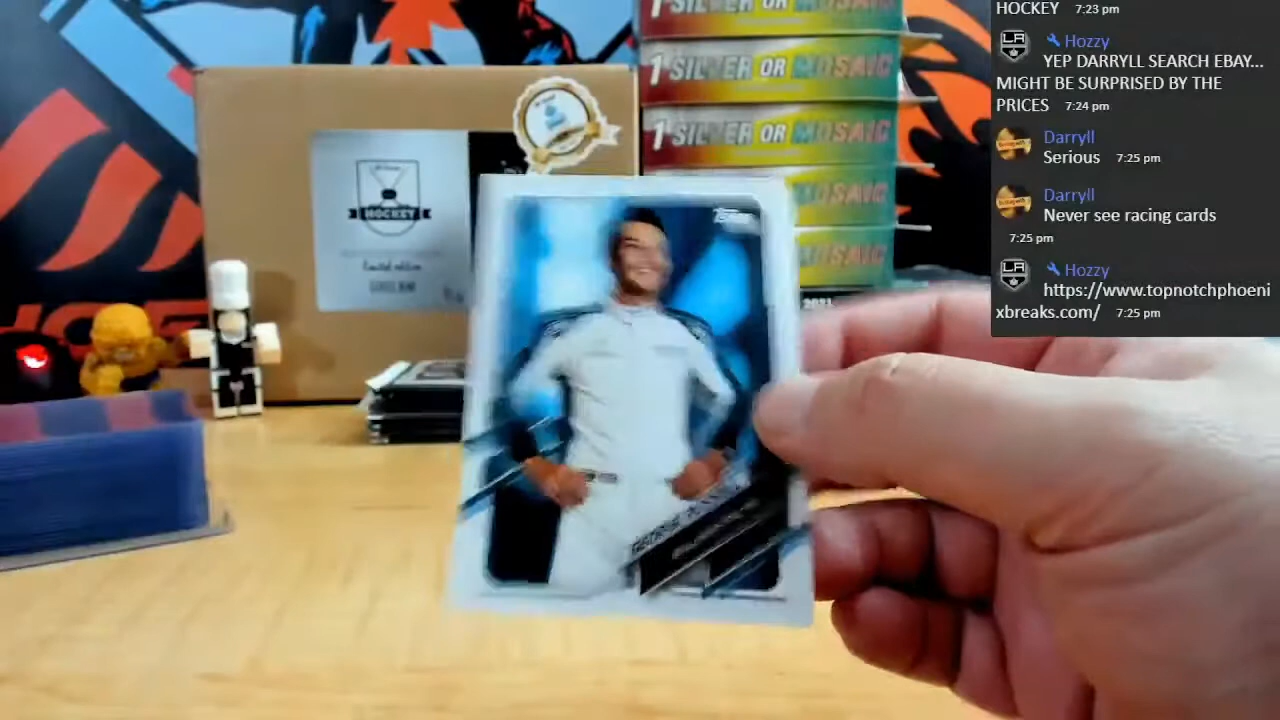 HOCKEY 7:23 pm
Hozzy
YEP DARRYLL SEARCH EBAY...
MIGHT BE SURPRISED BY THE
PRICES 7:24 pm
Darryll
Serious 7:25 pm
Darryll
Never see racing cards
7:25 pm
Hozzy
https://www.topnotchphoeni
xbreaks.com/ 7:25 pm
1 SILVER OR MOSAIC
1 SILVER OR MOSAIC
1 SILVER OR MOSAIC
MOSAIC
MOSAIC
2021
HOCKEY
Limited edition
Topps
LA
LA